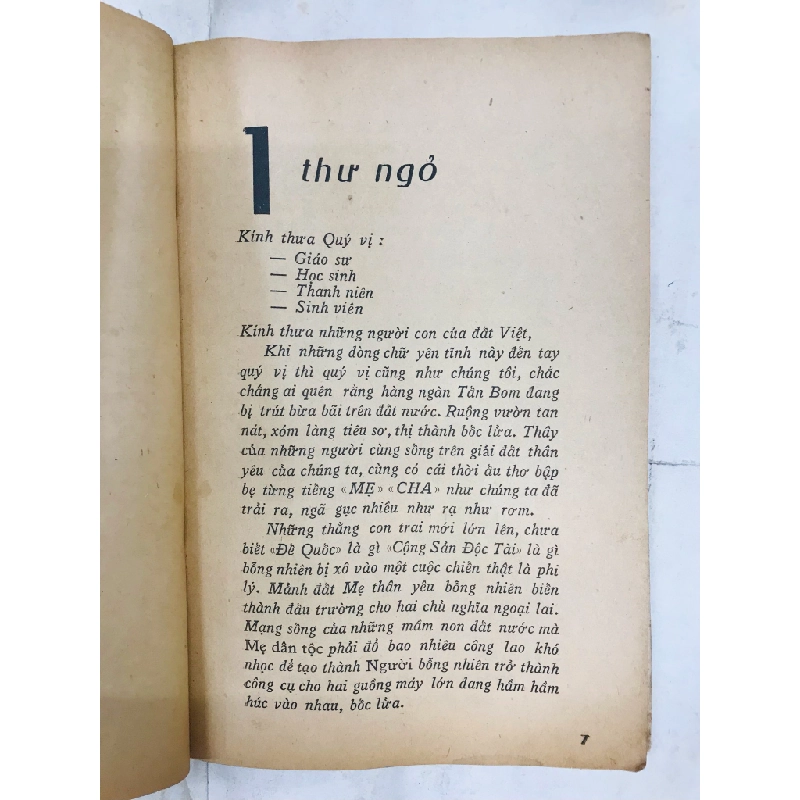 1 thư ngỏ
Kính thưa Quý vị :
— Giáo sư
— Học sinh
— Thanh niên
— Sinh viên
Kính thưa những người con của đất Việt,
Khi những dòng chữ yên tĩnh này đến tay
quý vị thì quý vị cũng như chúng tôi, chắc
chẳng ai quên rằng hàng ngàn Tấn Bom đang
bị trút bừa bãi trên đất nước. Ruộng vườn tan
nát, xóm làng tiêu sơ, thị thành bốc lửa. Thây
của những người cùng sống trên giải đất thân
yêu của chúng ta, cùng có cái thời ấu thơ bập
bẹ từng tiếng «MẸ» «CHA» như chúng ta đã
trải ra, ngã gục nhiều như rạ như rơm.
Những thằng con trai mới lớn lên, chưa
biết «Đế Quốc» là gì «Cộng Sản Độc Tài» là gì
bỗng nhiên bị xô vào một cuộc chiến thật là phi
lý. Mảnh đất Mẹ thân yêu bỗng nhiên biến
thành đấu trường cho hai chủ nghĩa ngoại lai.
Mạng sống của những mầm non đất nước mà
Mẹ dân tộc phải đổ bao nhiêu công lao khó
nhọc để tạo thành Người bỗng nhiên trở thành
công cụ cho hai guồng máy lớn đang hầm hầm
húc vào nhau, bốc lửa.
7